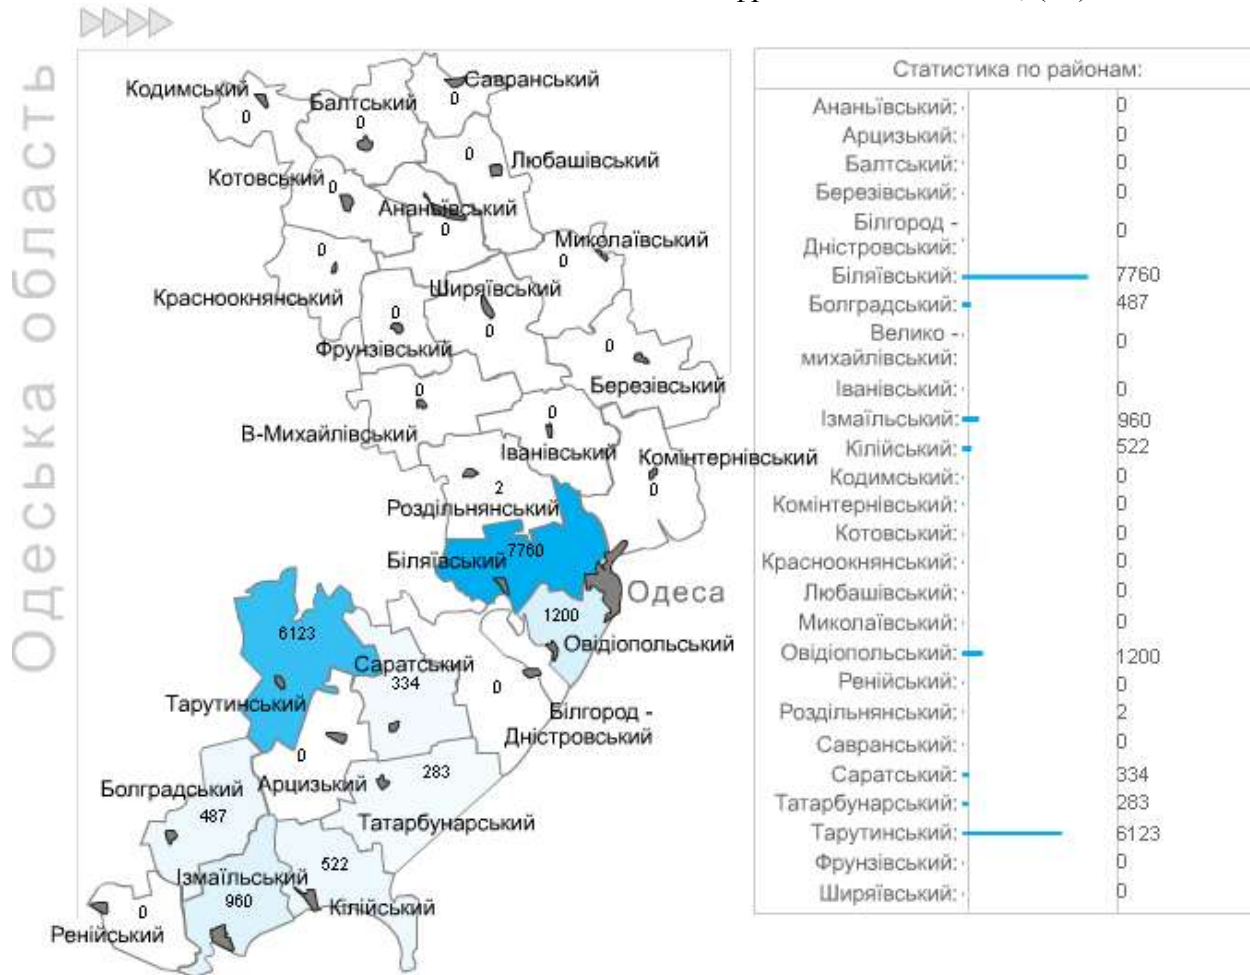 Одеська область
Кодимський
0
Балтський
0
Савранський
0
Любашівський
0
Котовський
0
Ананьївський
0
Миколаївський
0
Красноокнянський
0
Ширяївський
0
Фрунзівський
0
Березівський
0
В-Михайлівський
0
Іванівський
0
Комінтернівський
0
Роздільнянський
2
Біляївський
7760
Одеса
1200
Овідіопольський
6123
Тарутинський
Саратський
334
0
Білгород -
Дністровський
0
Арцизький
283
Татарбунарський
Болградський
487
522
Кілійський
Ізмаїльський
960
0
Ренійський
Статистика по районам:
Ананьївський: 0
Арцизький: 0
Балтський: 0
Березівський: 0
Білгород -
Дністровський: 0
Біляївський: 7760
Болградський: 487
Велико -
михайлівський: 0
Іванівський: 0
Ізмаїльський: 960
Кілійський: 522
Кодимський: 0
Комінтернівський: 0
Котовський: 0
Красноокнянський: 0
Любашівський: 0
Миколаївський: 0
Овідіопольський: 1200
Ренійський: 0
Роздільнянський: 2
Савранський: 0
Саратський: 334
Татарбунарський: 283
Тарутинський: 6123
Фрунзівський: 0
Ширяївський: 0